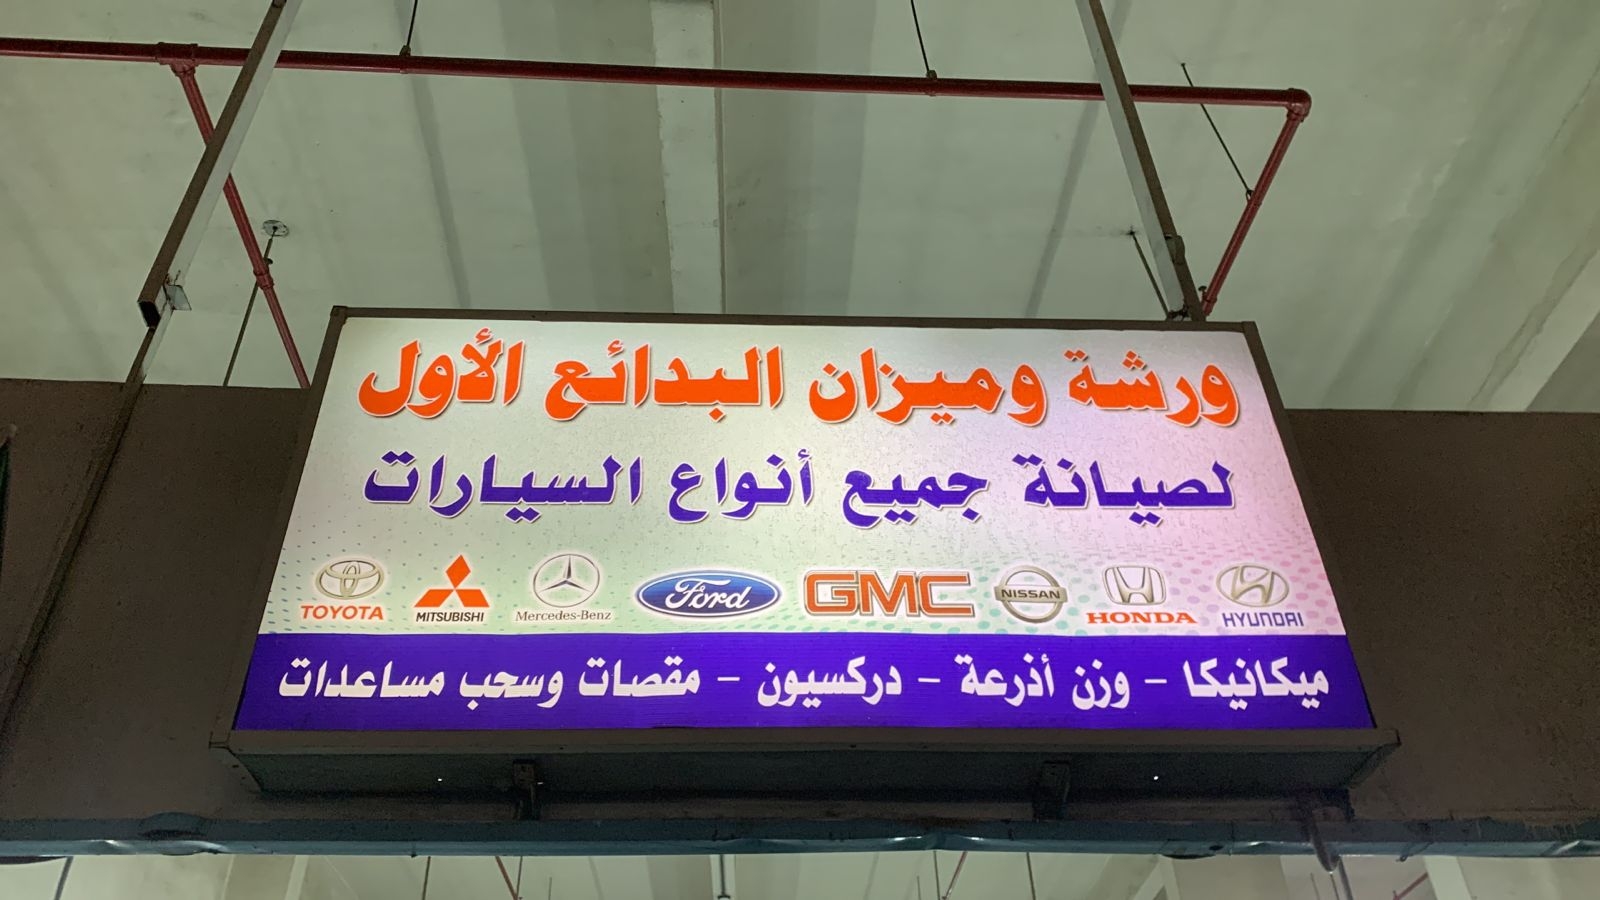 ورشة وميزان البدائع الأول
لصيانة جميع أنواع السيارات
TOYOTA MITSUBISHI Mercedes-Benz Ford GMC NISSAN HONDA HYUNDAI
ميكانيكا - وزن أذرعة - دركسيون - مقصات وسحب مساعدات